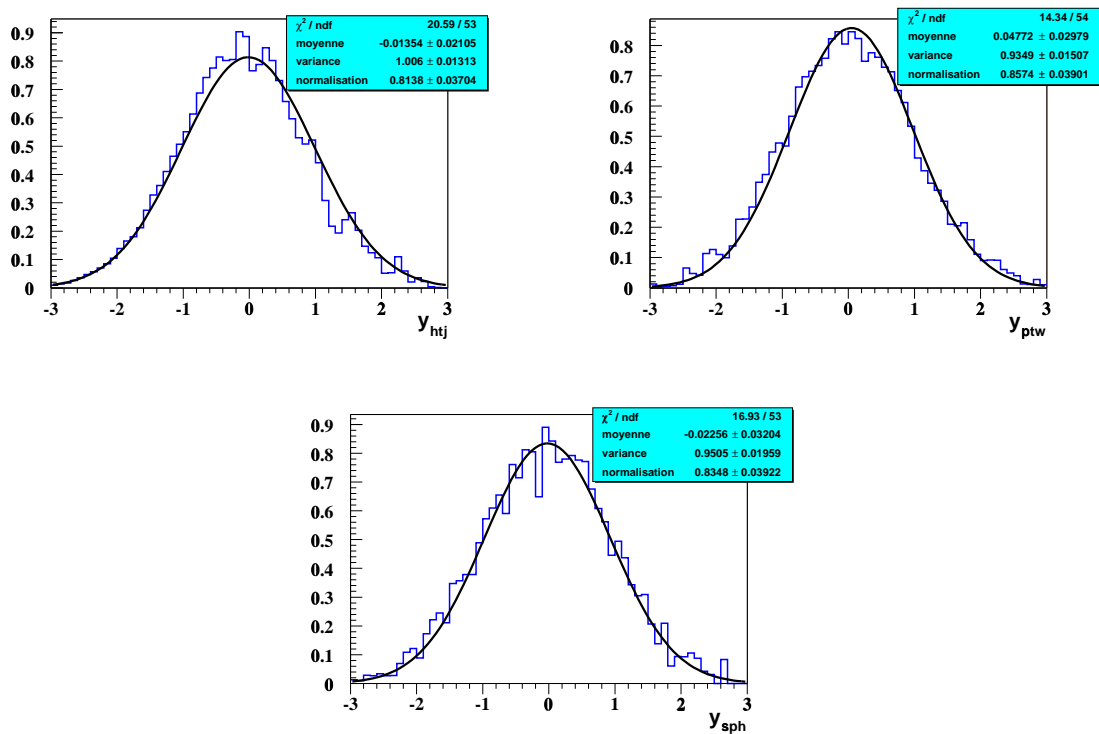 χ² / ndf 20.59 / 53
moyenne -0.01354 ± 0.02105
variance 1.006 ± 0.01313
normalisation 0.8138 ± 0.03704
0.9
0.8
0.7
0.6
0.5
0.4
0.3
0.2
0.1
0
-3 -2 -1 0 1 2 3
y_htj
χ² / ndf 14.34 / 54
moyenne 0.04772 ± 0.02979
variance 0.9349 ± 0.01507
normalisation 0.8574 ± 0.03901
0.8
0.7
0.6
0.5
0.4
0.3
0.2
0.1
0
-3 -2 -1 0 1 2 3
y_ptw
χ² / ndf 16.93 / 53
moyenne -0.02256 ± 0.03204
variance 0.9505 ± 0.01959
normalisation 0.8348 ± 0.03922
0.9
0.8
0.7
0.6
0.5
0.4
0.3
0.2
0.1
0
-3 -2 -1 0 1 2 3
y_sph